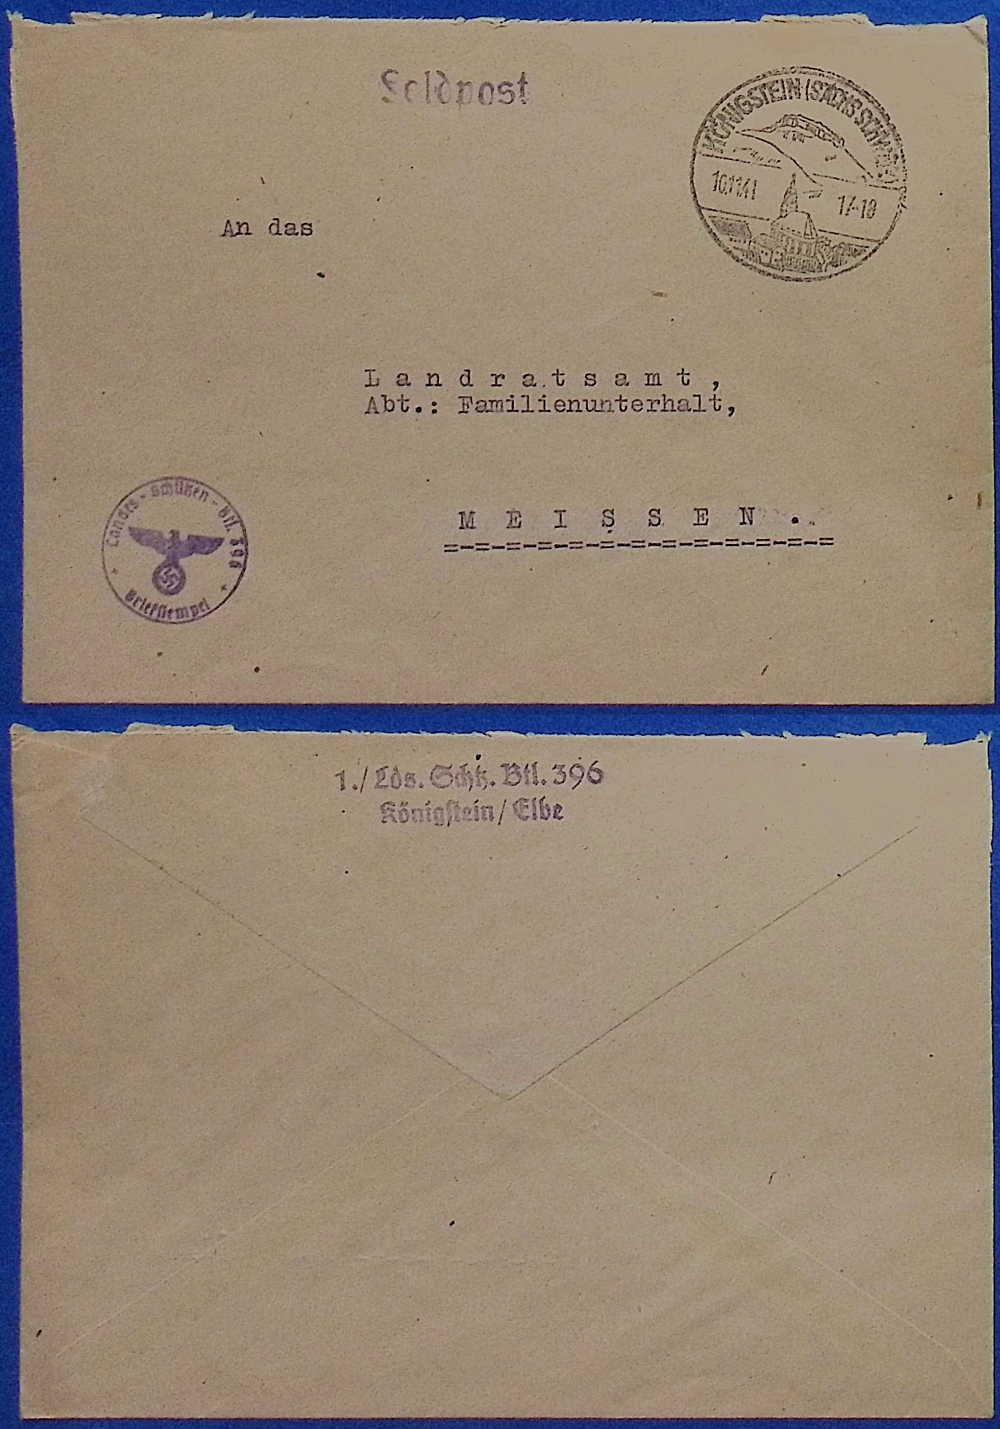 Feldpost
KÖNIGSTEIN (SÄCHS SCHWEIZ)
10.11.41
17-18
An das
Landratsamt,
Abt.: Familienunterhalt,
MEISSEN.
=-=-=-=-=-=-=-=-=-=-=-=-=
Landes-Schützen-Btl. 396
+ Briefstempel +
1./Lds. Schtz. Btl. 396
Königstein/Elbe